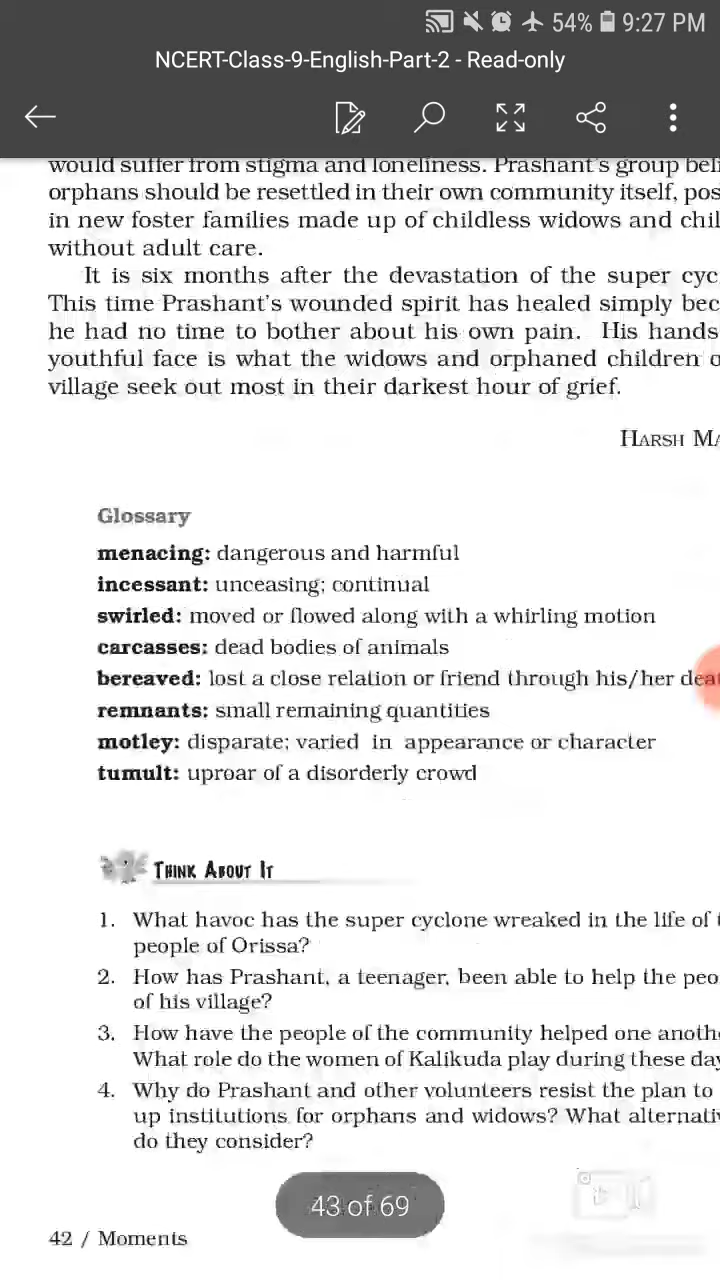 54% 9:27 PM
NCERT-Class-9-English-Part-2 - Read-only
would suffer from stigma and loneliness. Prashant's group beli
orphans should be resettled in their own community itself, pos
in new foster families made up of childless widows and chil
without adult care.
It is six months after the devastation of the super cyc
This time Prashant's wounded spirit has healed simply bec
he had no time to bother about his own pain. His hands
youthful face is what the widows and orphaned children o
village seek out most in their darkest hour of grief.
HARSH MA
Glossary
menacing: dangerous and harmful
incessant: unceasing; continual
swirled: moved or flowed along with a whirling motion
carcasses: dead bodies of animals
bereaved: lost a close relation or friend through his/her deat
remnants: small remaining quantities
motley: disparate; varied in appearance or character
tumult: uproar of a disorderly crowd
THINK ABOUT IT
1. What havoc has the super cyclone wreaked in the life of t
people of Orissa?
2. How has Prashant, a teenager, been able to help the peo
of his village?
3. How have the people of the community helped one anoth
What role do the women of Kalikuda play during these day
4. Why do Prashant and other volunteers resist the plan to
up institutions for orphans and widows? What alternativ
do they consider?
43 of 69
42 / Moments